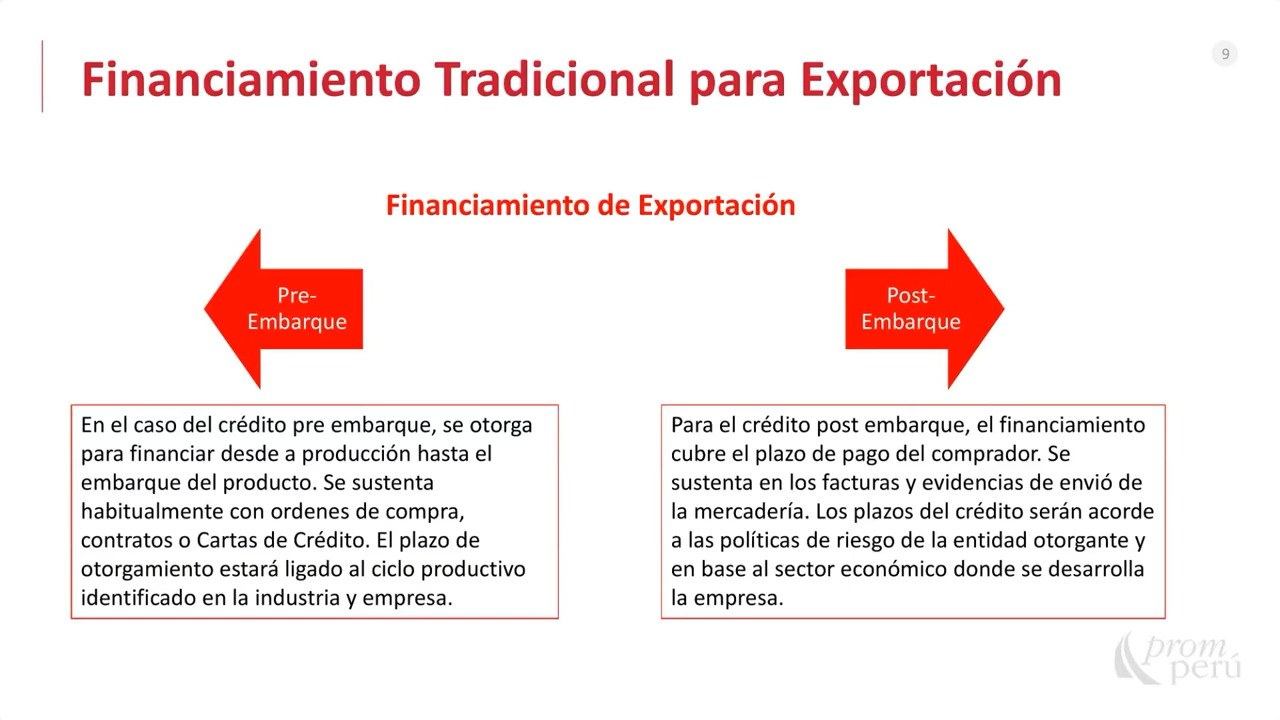 9
Financiamiento Tradicional para Exportación
Financiamiento de Exportación
Pre-
Embarque
Post-
Embarque
En el caso del crédito pre embarque, se otorga
para financiar desde a producción hasta el
embarque del producto. Se sustenta
habitualmente con ordenes de compra,
contratos o Cartas de Crédito. El plazo de
otorgamiento estará ligado al ciclo productivo
identificado en la industria y empresa.
Para el crédito post embarque, el financiamiento
cubre el plazo de pago del comprador. Se
sustenta en los facturas y evidencias de envió de
la mercadería. Los plazos del crédito serán acorde
a las políticas de riesgo de la entidad otorgante y
en base al sector económico donde se desarrolla
la empresa.
prom
perú